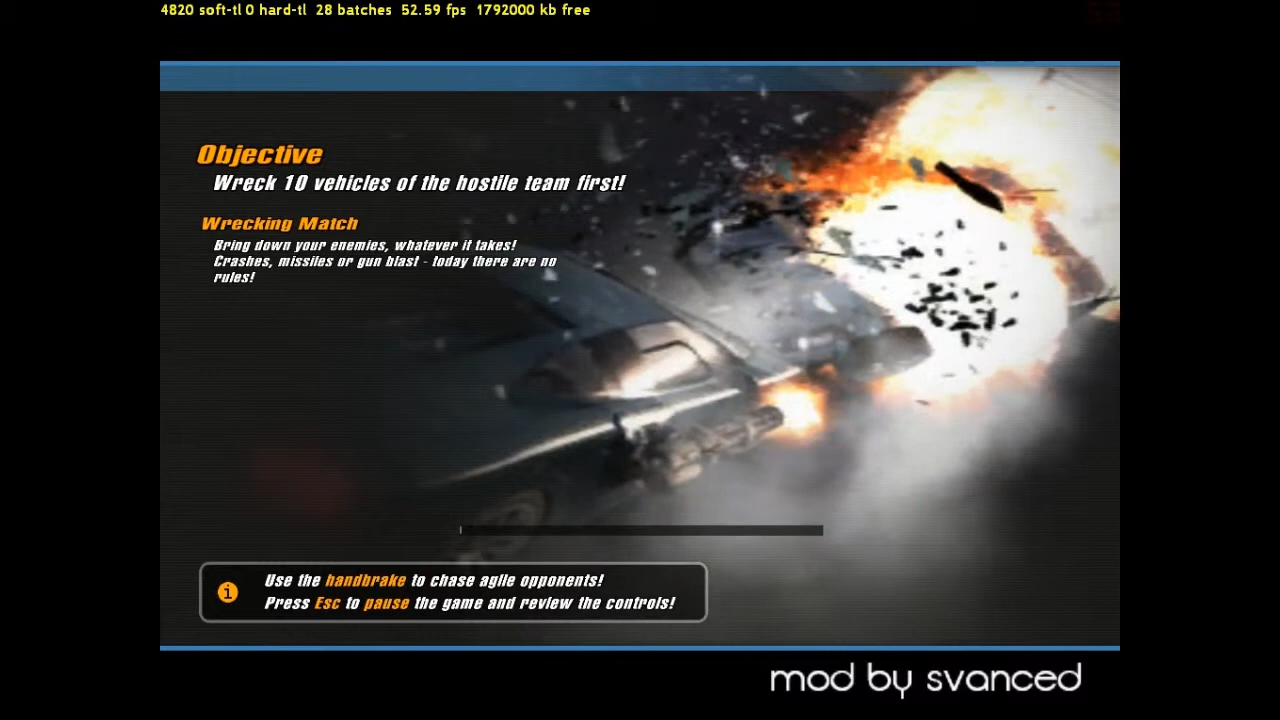 4820 soft-tl 0 hard-tl 28 batches 52.59 fps 1792000 kb free
Objective
Wreck 10 vehicles of the hostile team first!
Wrecking Match
Bring down your enemies, whatever it takes!
Crashes, missiles or gun blast - today there are no
rules!
i
Use the handbrake to chase agile opponents!
Press Esc to pause the game and review the controls!
mod by svanced